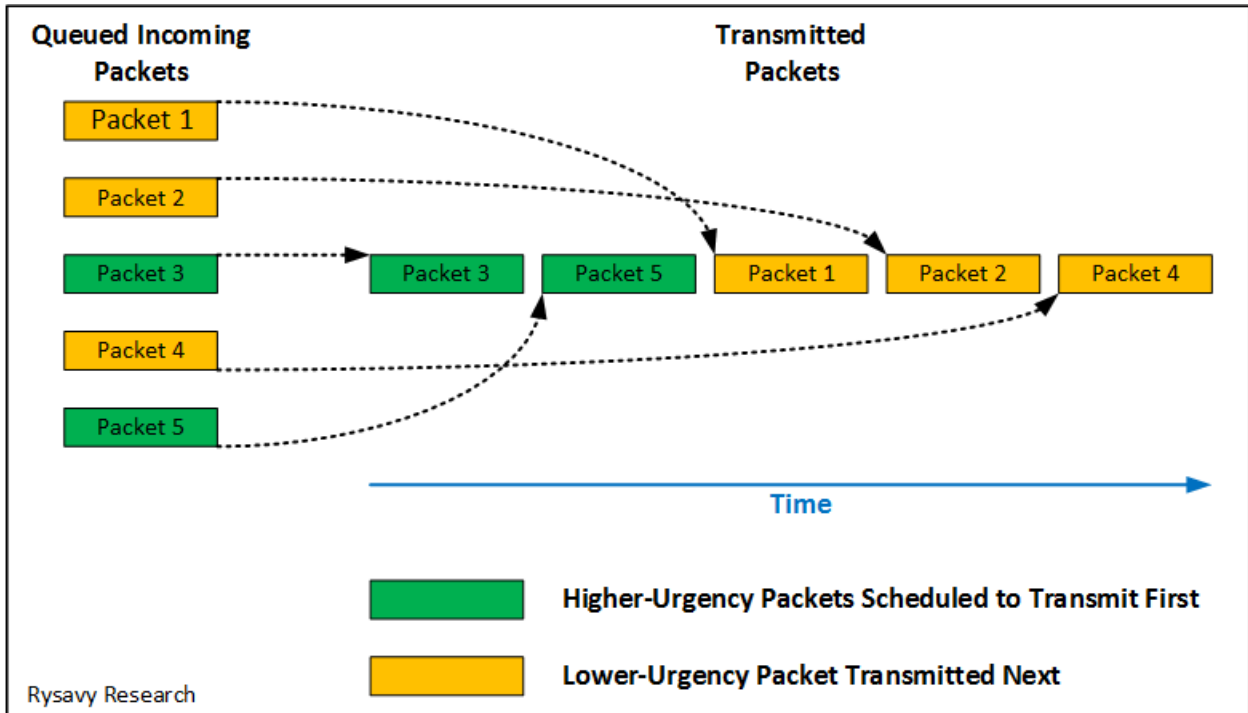 Queued Incoming
Packets
Transmitted
Packets
Packet 1
Packet 2
Packet 3
Packet 4
Packet 5
Packet 3
Packet 5
Packet 1
Packet 2
Packet 4
Time
Higher-Urgency Packets Scheduled to Transmit First
Lower-Urgency Packet Transmitted Next
Rysavy Research